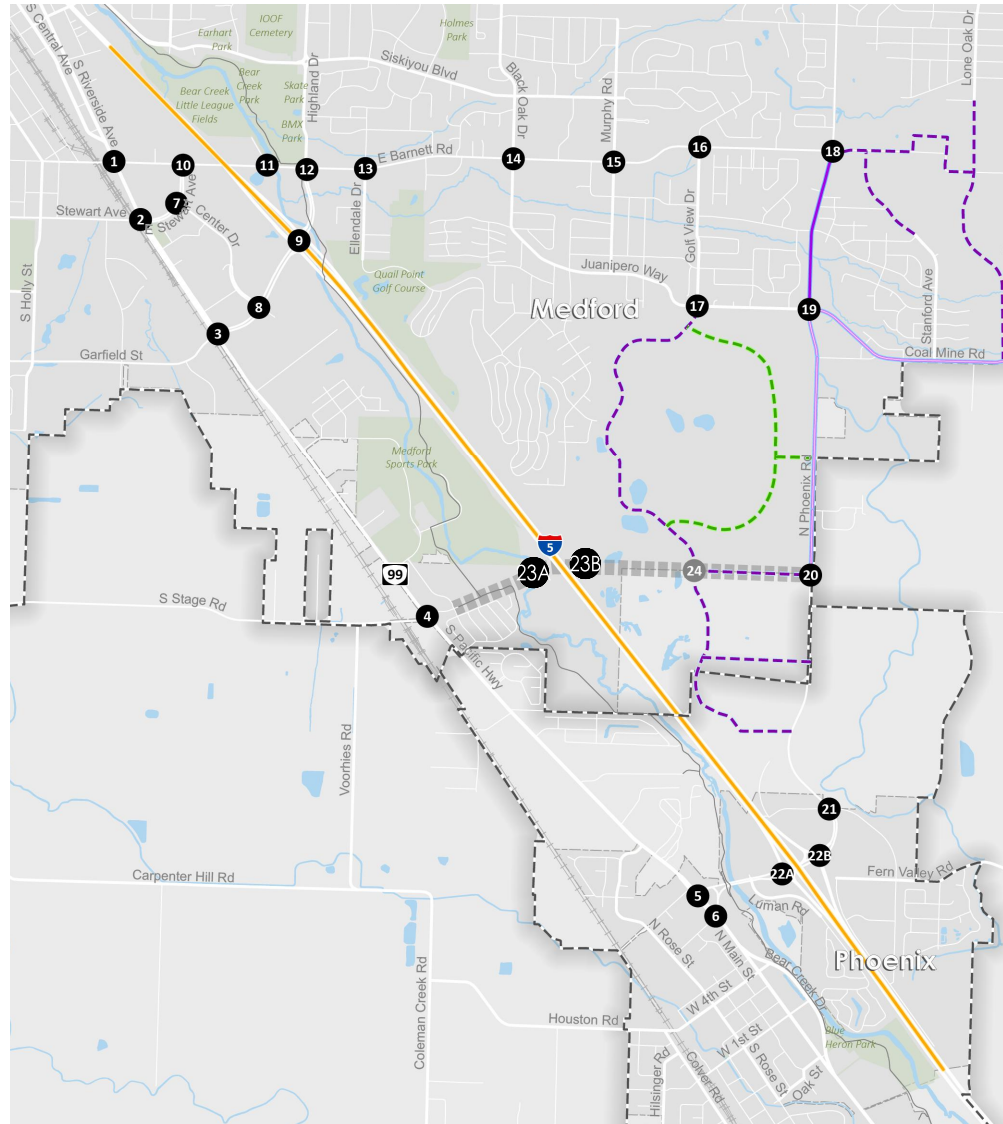 S Central Ave
S Riverside Ave
IOOF
Cemetery
Earhart
Park
Holmes
Park
Siskiyou Blvd
Highland Dr
Bear
Creek
Park
Skate
Park
Bear Creek
Little League
Fields
BMX
Park
Black Oak Dr
Murphy Rd
Lone Oak Dr
1
10
11
12
13
E Barnett Rd
14
15
16
18
Stewart Ave
2
7
Stewart Ave
Center Dr
9
Ellendale Dr
Golf View Dr
S Holly St
Quail Point
Golf Course
Juanipero Way
Medford
8
3
17
19
Stanford Ave
Garfield St
Coal Mine Rd
Medford
Sports Park
N Phoenix Rd
5
99
23A
23B
24
20
S Stage Rd
4
S Pacific Hwy
Voorhies Rd
21
22B
22A
Fern Valley Rd
Carpenter Hill Rd
5
6
Luman Rd
N Rose St
N Main St
Phoenix
Bear Creek Dr
Coleman Creek Rd
W 4th St
Houston Rd
W 1st St
Blue
Heron Park
S Rose St
Oak St
Hilsinger Rd
Colver Rd